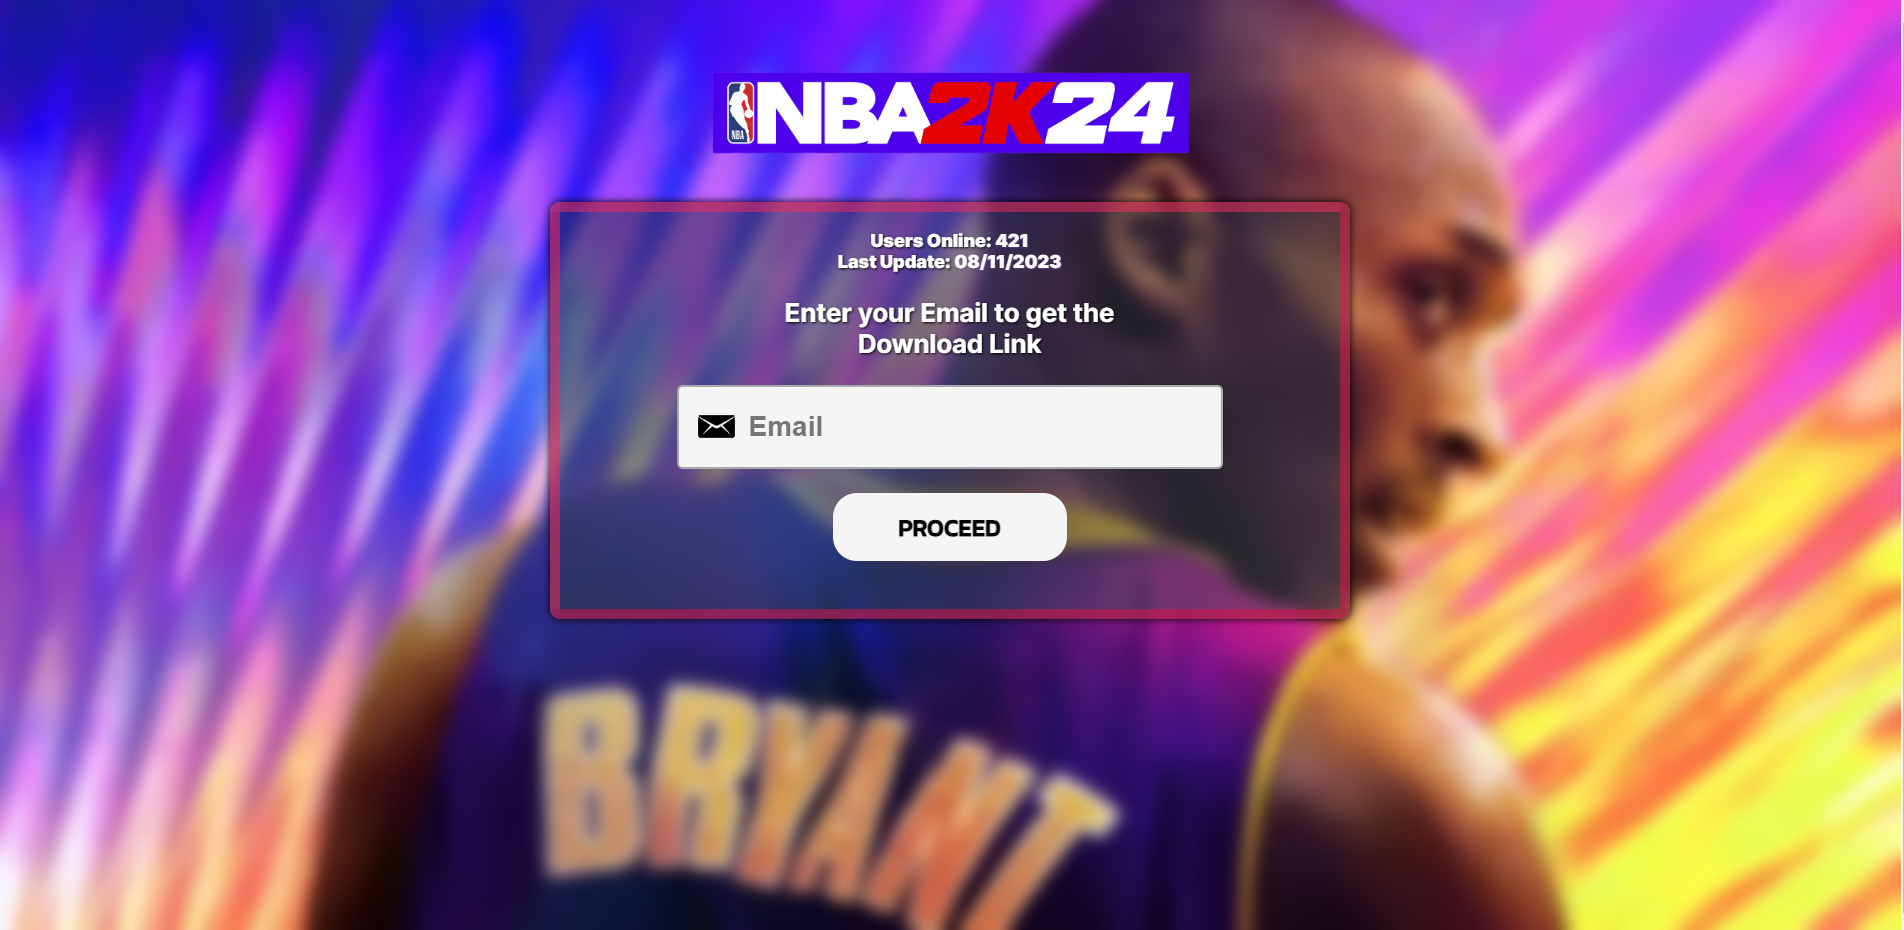 NBA NBA2K24
Users Online: 421
Last Update: 08/11/2023
Enter your Email to get the
Download Link
Email
PROCEED
BRYANT